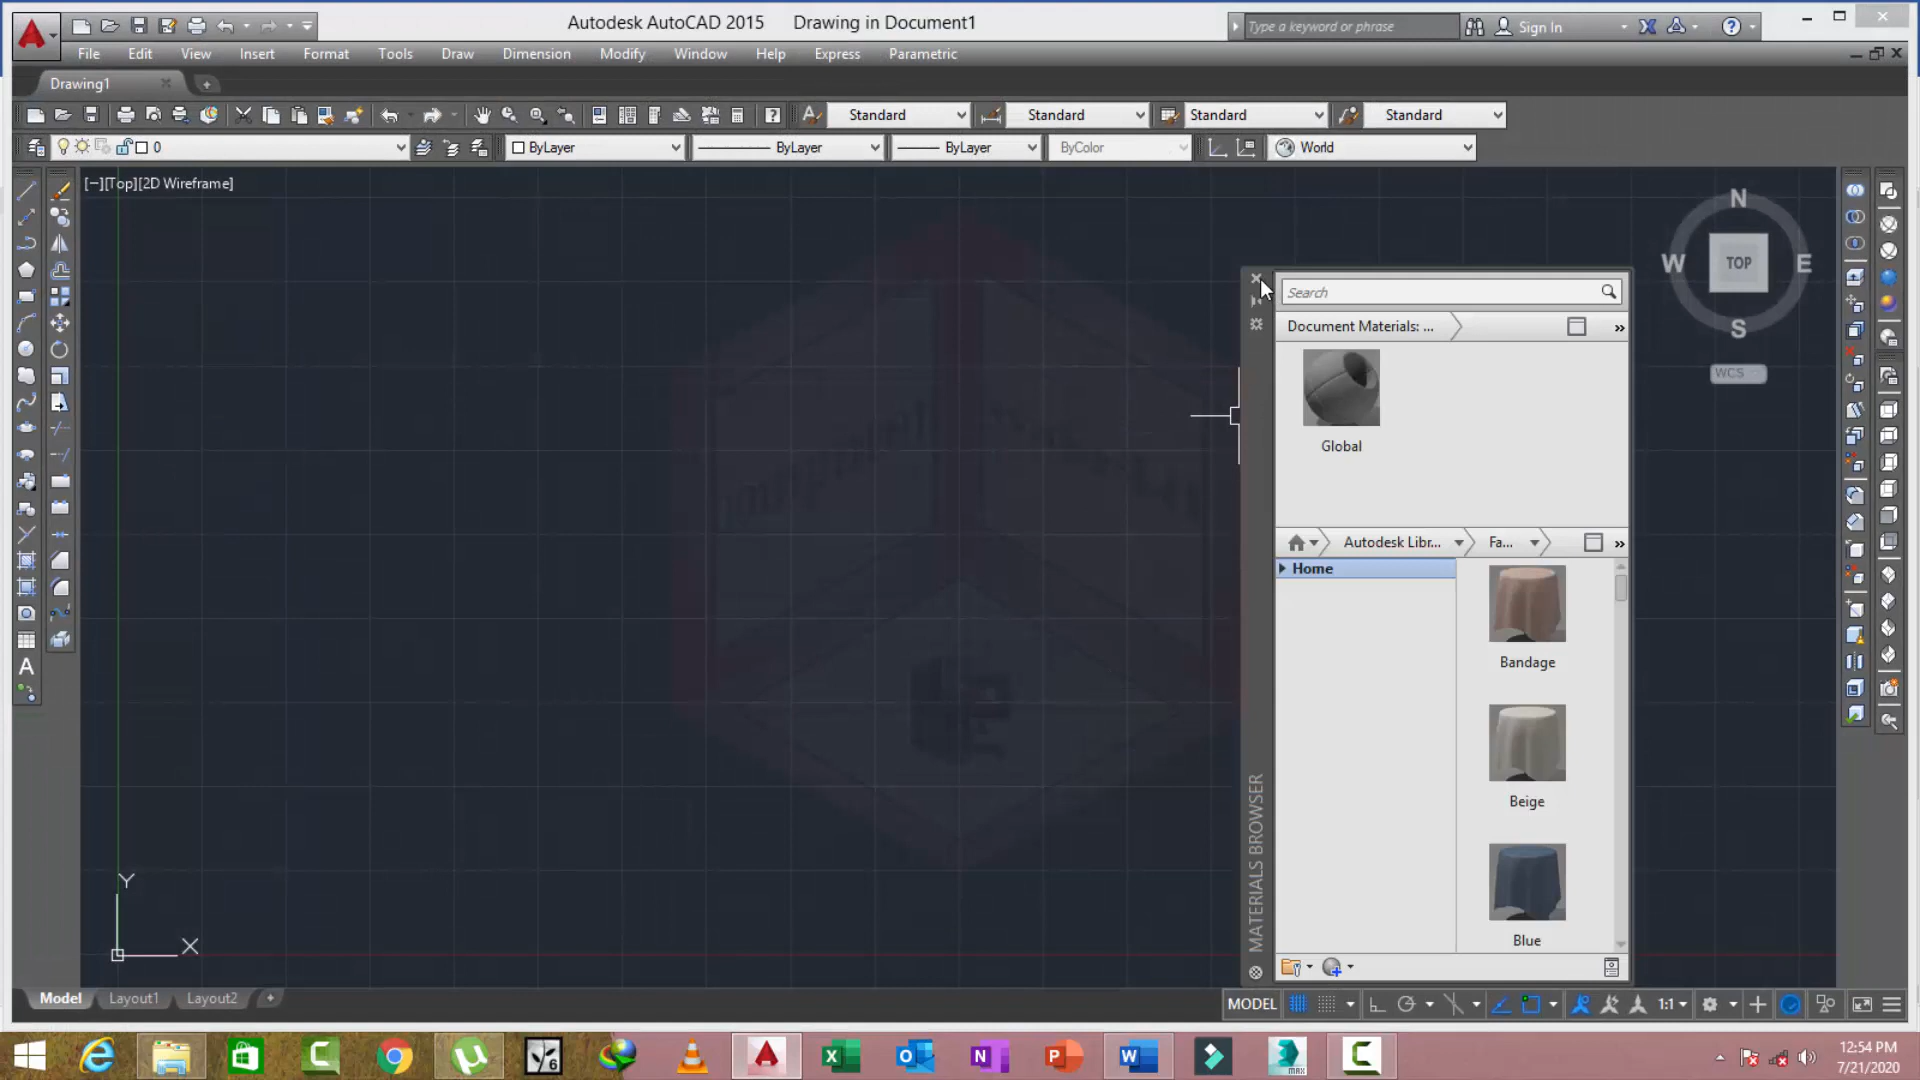 Autodesk AutoCAD 2015 Drawing in Document1
Type a keyword or phrase
Sign In
File Edit View Insert Format Tools Draw Dimension Modify Window Help Express Parametric
Drawing1
Standard Standard Standard Standard
0 ByLayer ByLayer ByLayer ByColor World
[−][Top][2D Wireframe]
N
W TOP E
S
WCS
Search
Document Materials: ...
Global
Autodesk Libr... Fa...
Home
Bandage
Beige
Blue
MATERIALS BROWSER
Y
X
Model Layout1 Layout2
MODEL 1:1
12:54 PM
7/21/2020